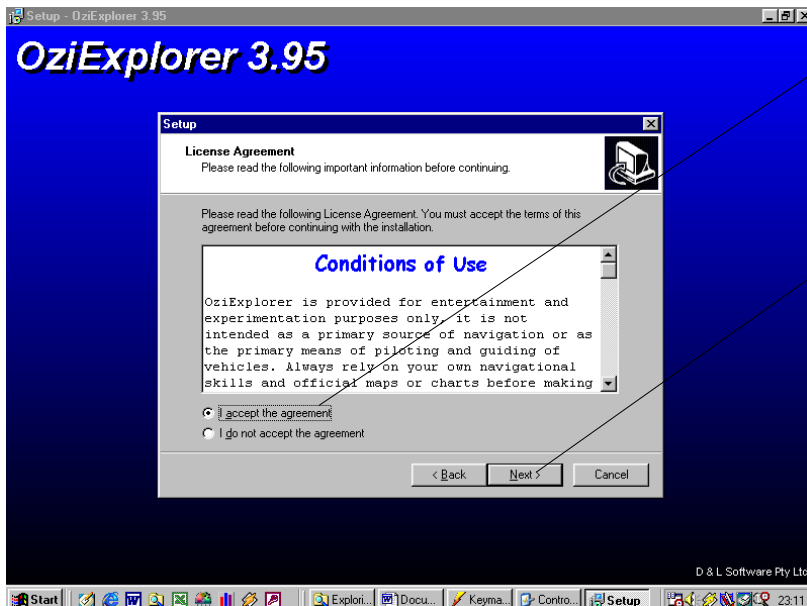 Setup - OziExplorer 3.95
OziExplorer 3.95
Setup
License Agreement
Please read the following important information before continuing.
Please read the following License Agreement. You must accept the terms of this
agreement before continuing with the installation.
Conditions of Use
OziExplorer is provided for entertainment and
experimentation purposes only, it is not
intended as a primary source of navigation or as
the primary means of piloting and guiding of
vehicles. Always rely on your own navigational
skills and official maps or charts before making
I accept the agreement
I do not accept the agreement
< Back
Next >
Cancel
D & L Software Pty Ltd
Start
Explori...
Docu...
Keyma...
Contro...
Setup
23:11